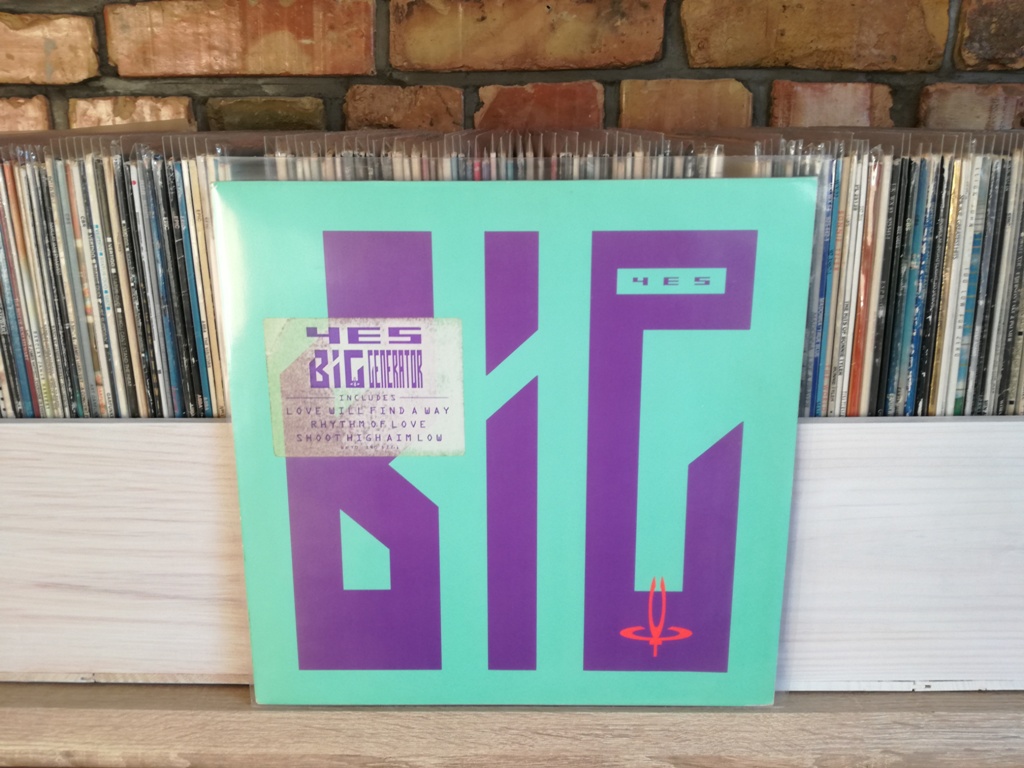 BIG
YES
YES
BIG GENERATOR
INCLUDES
LOVE WILL FIND A WAY
RHYTHM OF LOVE
SHOOT HIGH AIM LOW